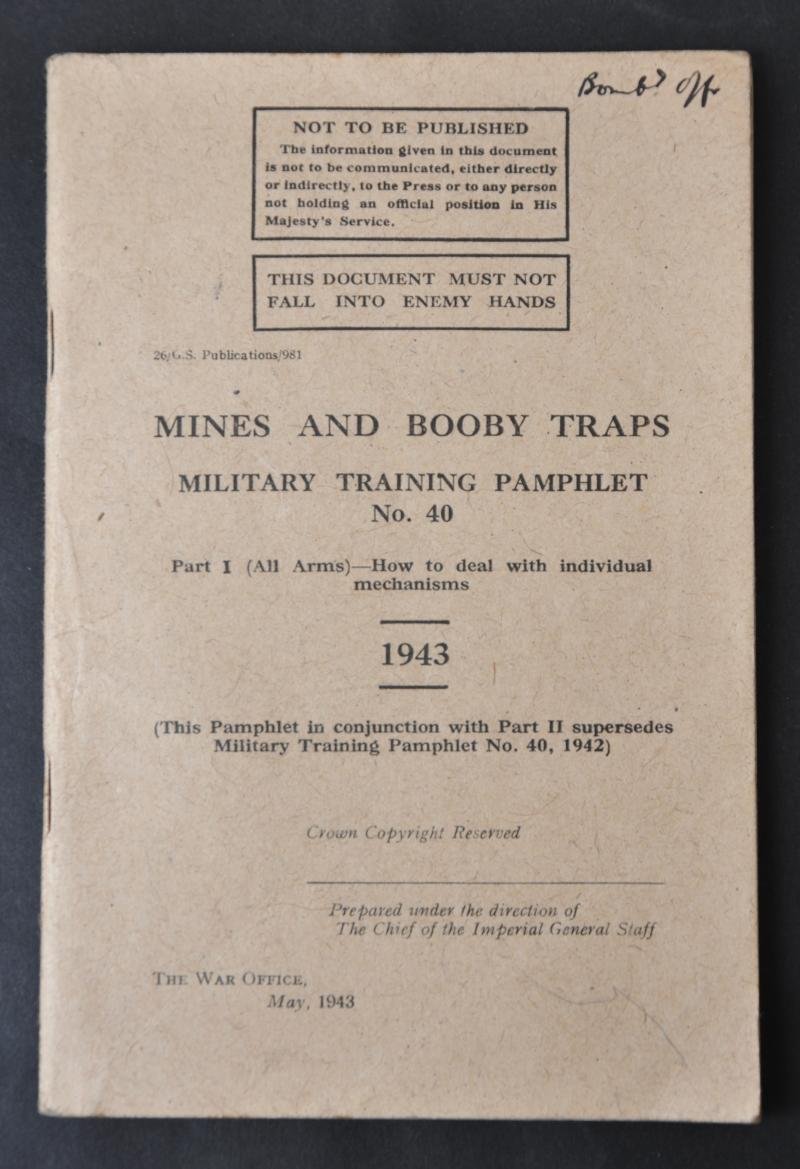 Bomb? Offr
NOT TO BE PUBLISHED
The information given in this document
is not to be communicated, either directly
or indirectly, to the Press or to any person
not holding an official position in His
Majesty's Service.
THIS DOCUMENT MUST NOT
FALL INTO ENEMY HANDS
26/G.S. Publications/981
MINES AND BOOBY TRAPS
MILITARY TRAINING PAMPHLET
No. 40
Part I (All Arms)—How to deal with individual
mechanisms
1943
(This Pamphlet in conjunction with Part II supersedes
Military Training Pamphlet No. 40, 1942)
Crown Copyright Reserved
Prepared under the direction of
The Chief of the Imperial General Staff
THE WAR OFFICE,
May, 1943